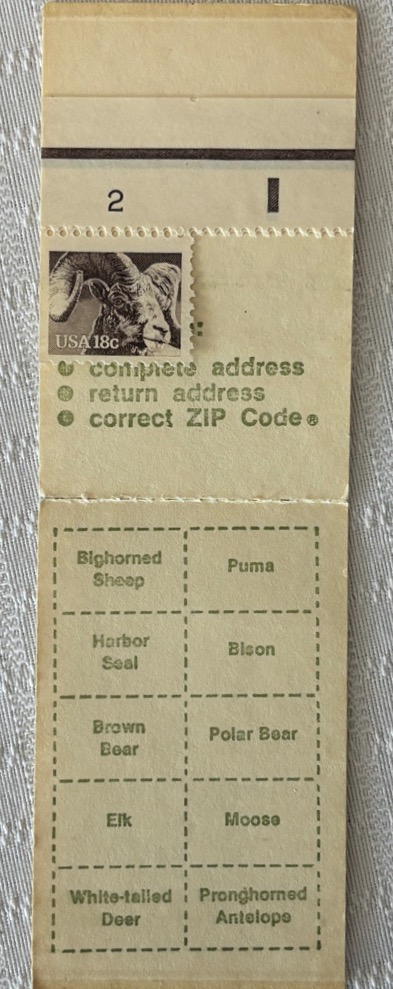 2
USA 18c
complete address
return address
correct ZIP Code®
Bighorned
Sheep
Puma
Harbor
Seal
Bison
Brown
Bear
Polar Bear
Elk
Moose
White-tailed
Deer
Pronghorned
Antelope